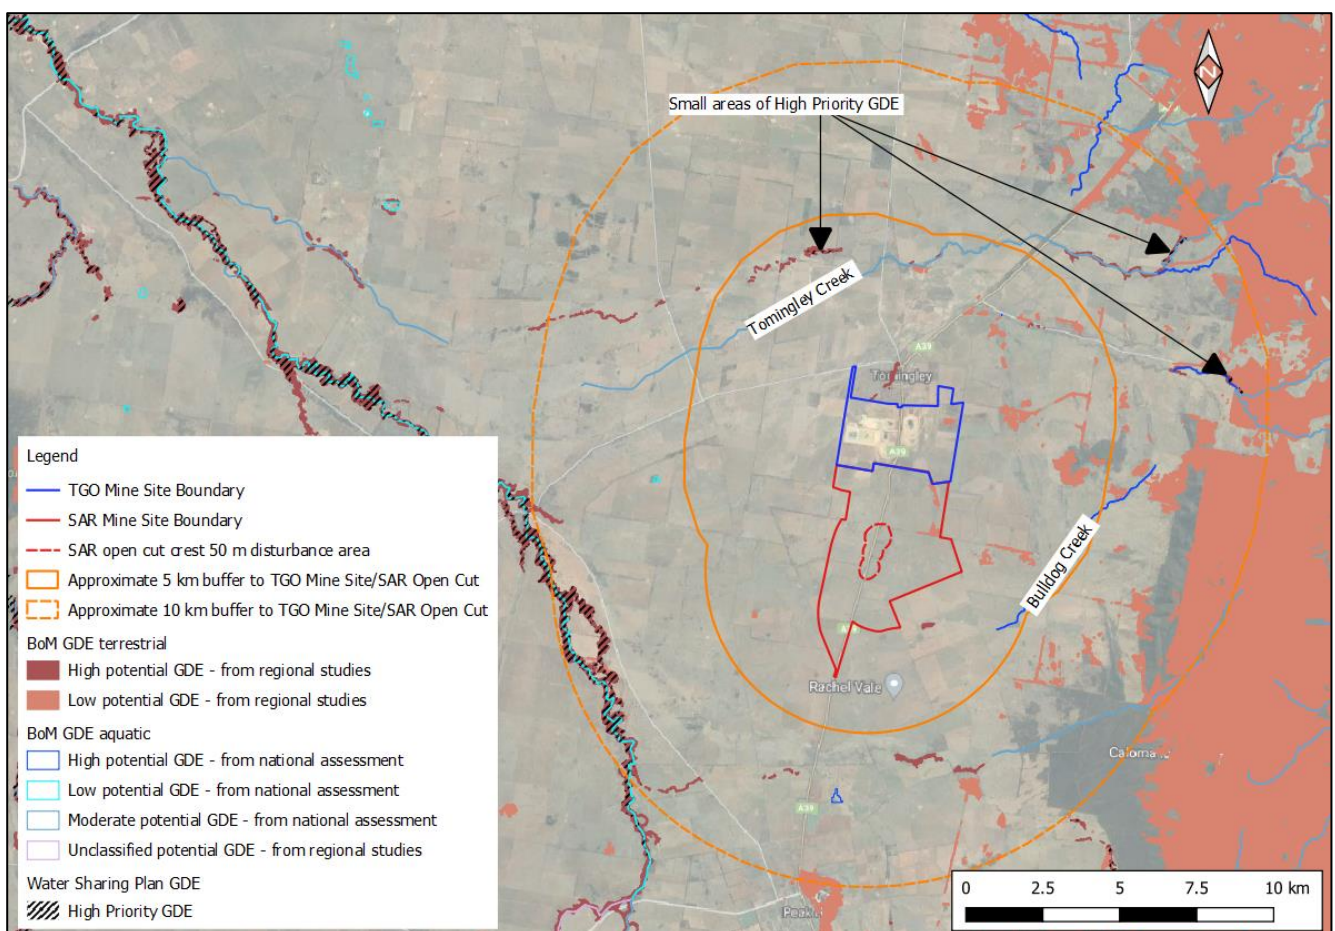 N
Small areas of High Priority GDE
Tomingley Creek
A39
Tomingley
A39
Bulldog Creek
Rachel Vale
A39
Peak
Legend
TGO Mine Site Boundary
SAR Mine Site Boundary
SAR open cut crest 50 m disturbance area
Approximate 5 km buffer to TGO Mine Site/SAR Open Cut
Approximate 10 km buffer to TGO Mine Site/SAR Open Cut
BoM GDE terrestrial
High potential GDE - from regional studies
Low potential GDE - from regional studies
BoM GDE aquatic
High potential GDE - from national assessment
Low potential GDE - from national assessment
Moderate potential GDE - from national assessment
Unclassified potential GDE - from regional studies
Water Sharing Plan GDE
High Priority GDE
0 2.5 5 7.5 10 km